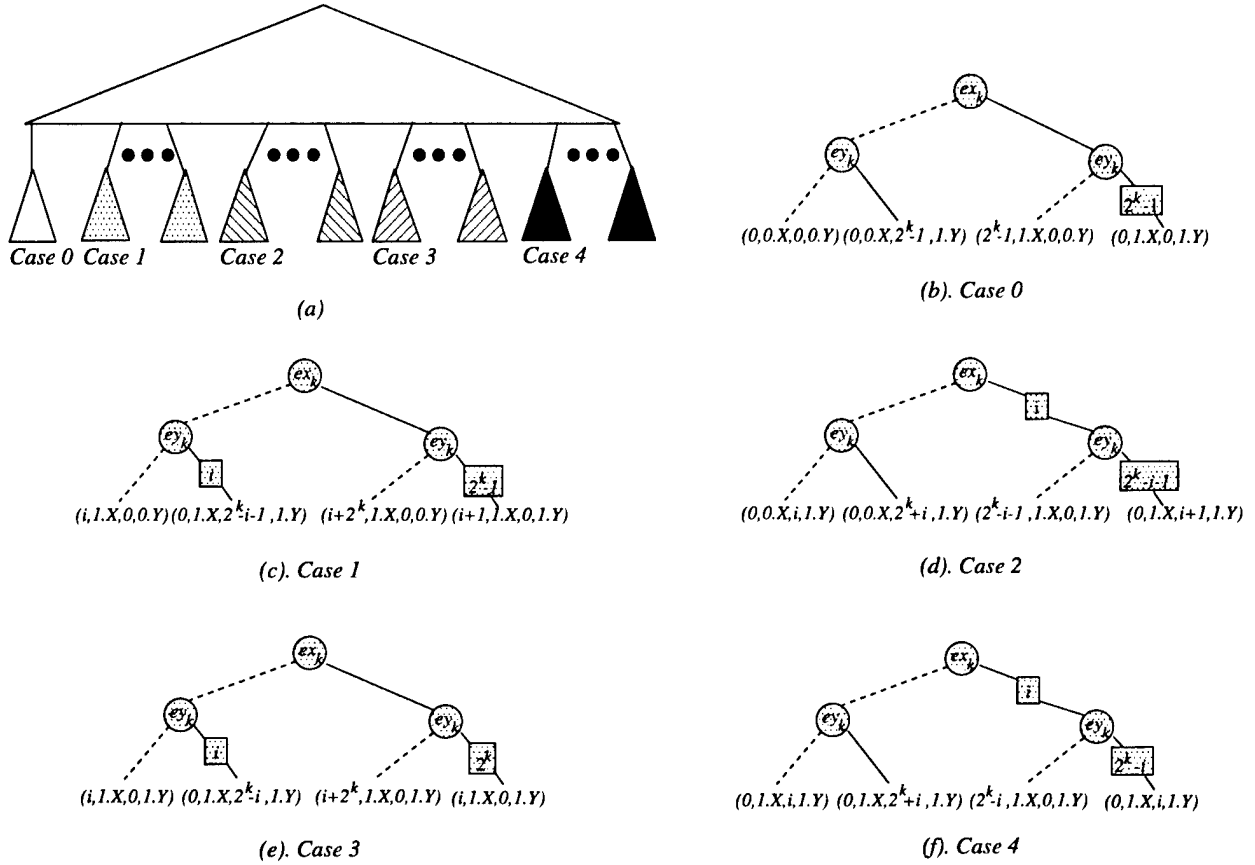 Case 0 Case 1 Case 2 Case 3 Case 4
(a)
ex_k
ey_k ey_k
2^k-1
(0,0.X,0,0.Y) (0,0.X,2^k-1,1.Y) (2^k-1,1.X,0,0.Y) (0,1.X,0,1.Y)
(b). Case 0
ex_k
ey_k ey_k
i 2^k-1
(i,1.X,0,0.Y) (0,1.X,2^k-i-1,1.Y) (i+2^k,1.X,0,0.Y) (i+1,1.X,0,1.Y)
(c). Case 1
ex_k
i
ey_k ey_k
2^k-i-1
(0,0.X,i,1.Y) (0,0.X,2^k+i,1.Y) (2^k-i-1,1.X,0,1.Y) (0,1.X,i+1,1.Y)
(d). Case 2
ex_k
ey_k ey_k
i 2^k
(i,1.X,0,1.Y) (0,1.X,2^k-i,1.Y) (i+2^k,1.X,0,1.Y) (i,1.X,0,1.Y)
(e). Case 3
ex_k
i
ey_k ey_k
2^k-i
(0,1.X,i,1.Y) (0,1.X,2^k+i,1.Y) (2^k-i,1.X,0,1.Y) (0,1.X,i,1.Y)
(f). Case 4